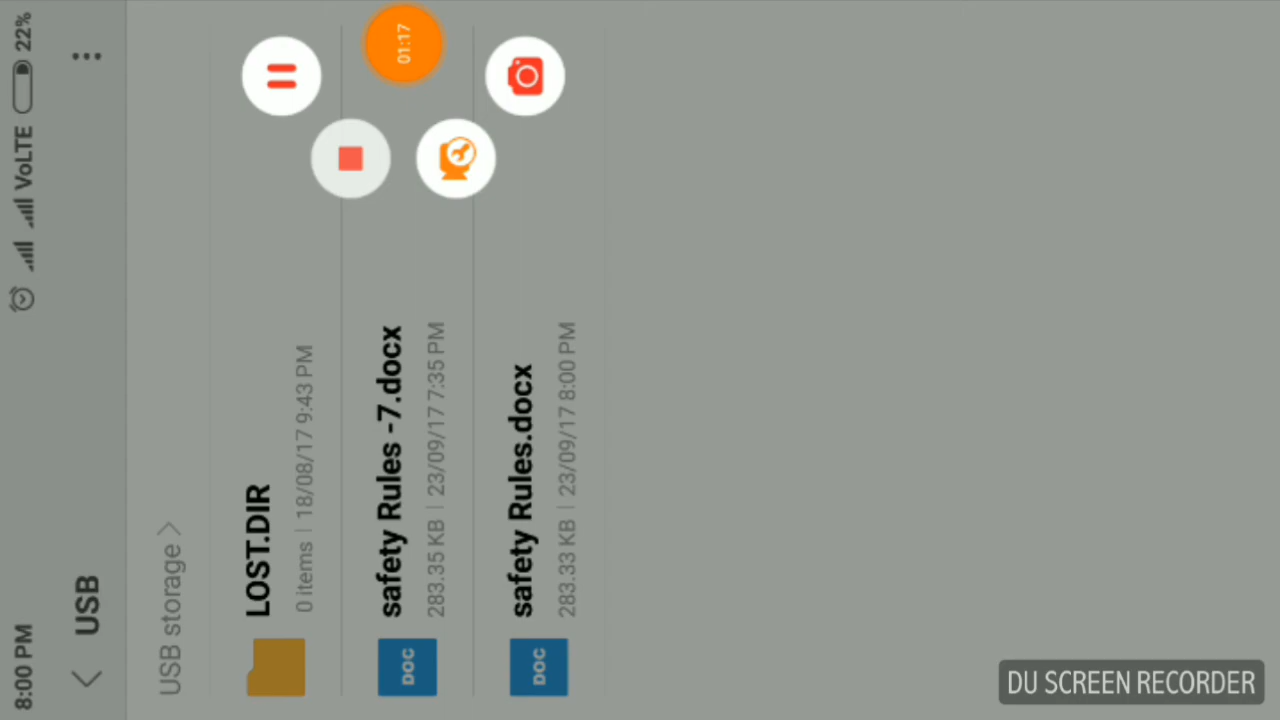 8:00 PM VoLTE 22%
USB
USB storage >
01:17
LOST.DIR
0 items | 18/08/17 9:43 PM
DOC
safety Rules -7.docx
283.35 KB | 23/09/17 7:35 PM
DOC
safety Rules.docx
283.33 KB | 23/09/17 8:00 PM
DU SCREEN RECORDER